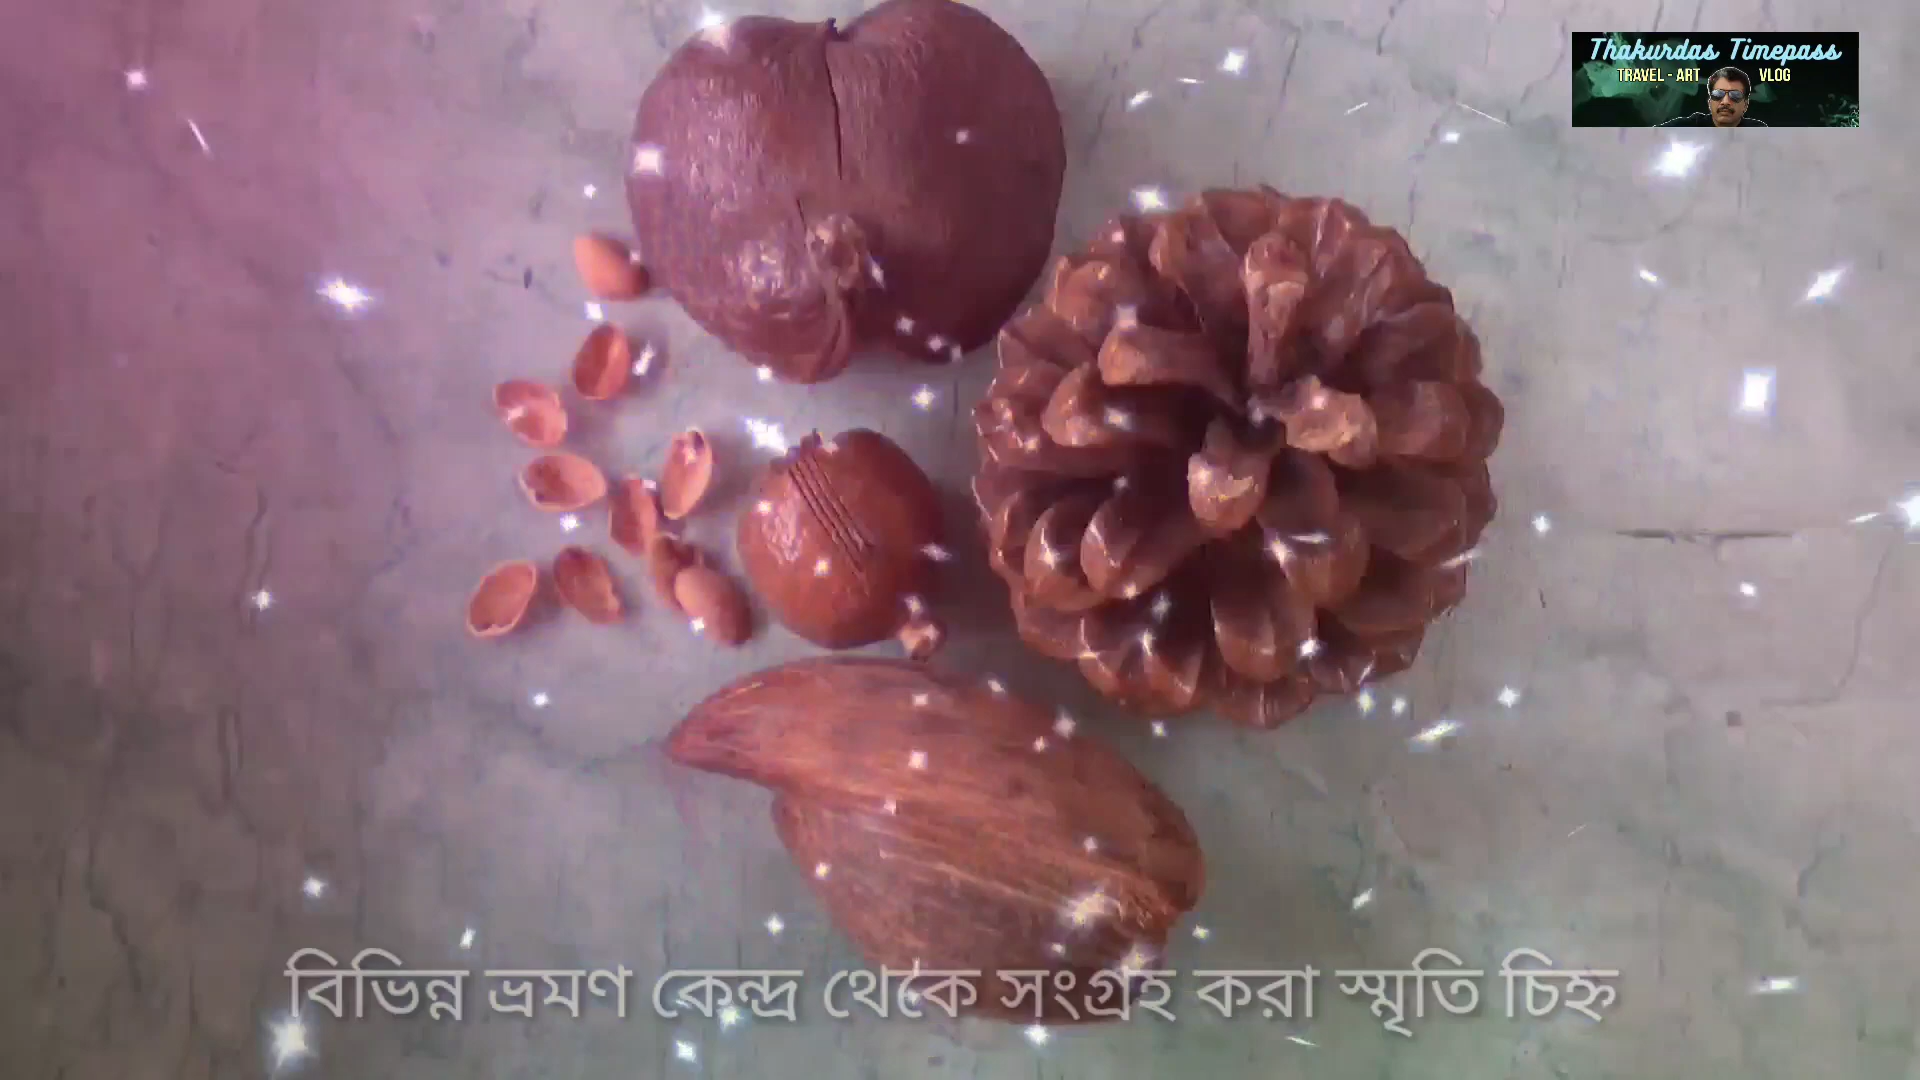 Thakurdas Timepass
TRAVEL - ART VLOG
বিভিন্ন ভ্রমণ কেন্দ্র থেকে সংগ্রহ করা স্মৃতি চিহ্ন